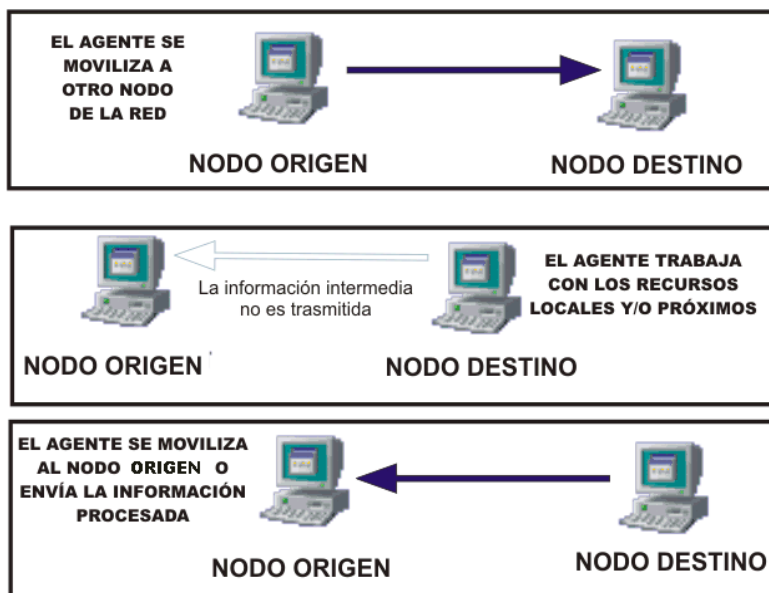 EL AGENTE SE
MOVILIZA A
OTRO NODO
DE LA RED
NODO ORIGEN
NODO DESTINO
La información intermedia
no es trasmitida
EL AGENTE TRABAJA
CON LOS RECURSOS
LOCALES Y/O PRÓXIMOS
NODO ORIGEN
NODO DESTINO
EL AGENTE SE MOVILIZA
AL NODO ORIGEN O
ENVÍA LA INFORMACIÓN
PROCESADA
NODO ORIGEN
NODO DESTINO